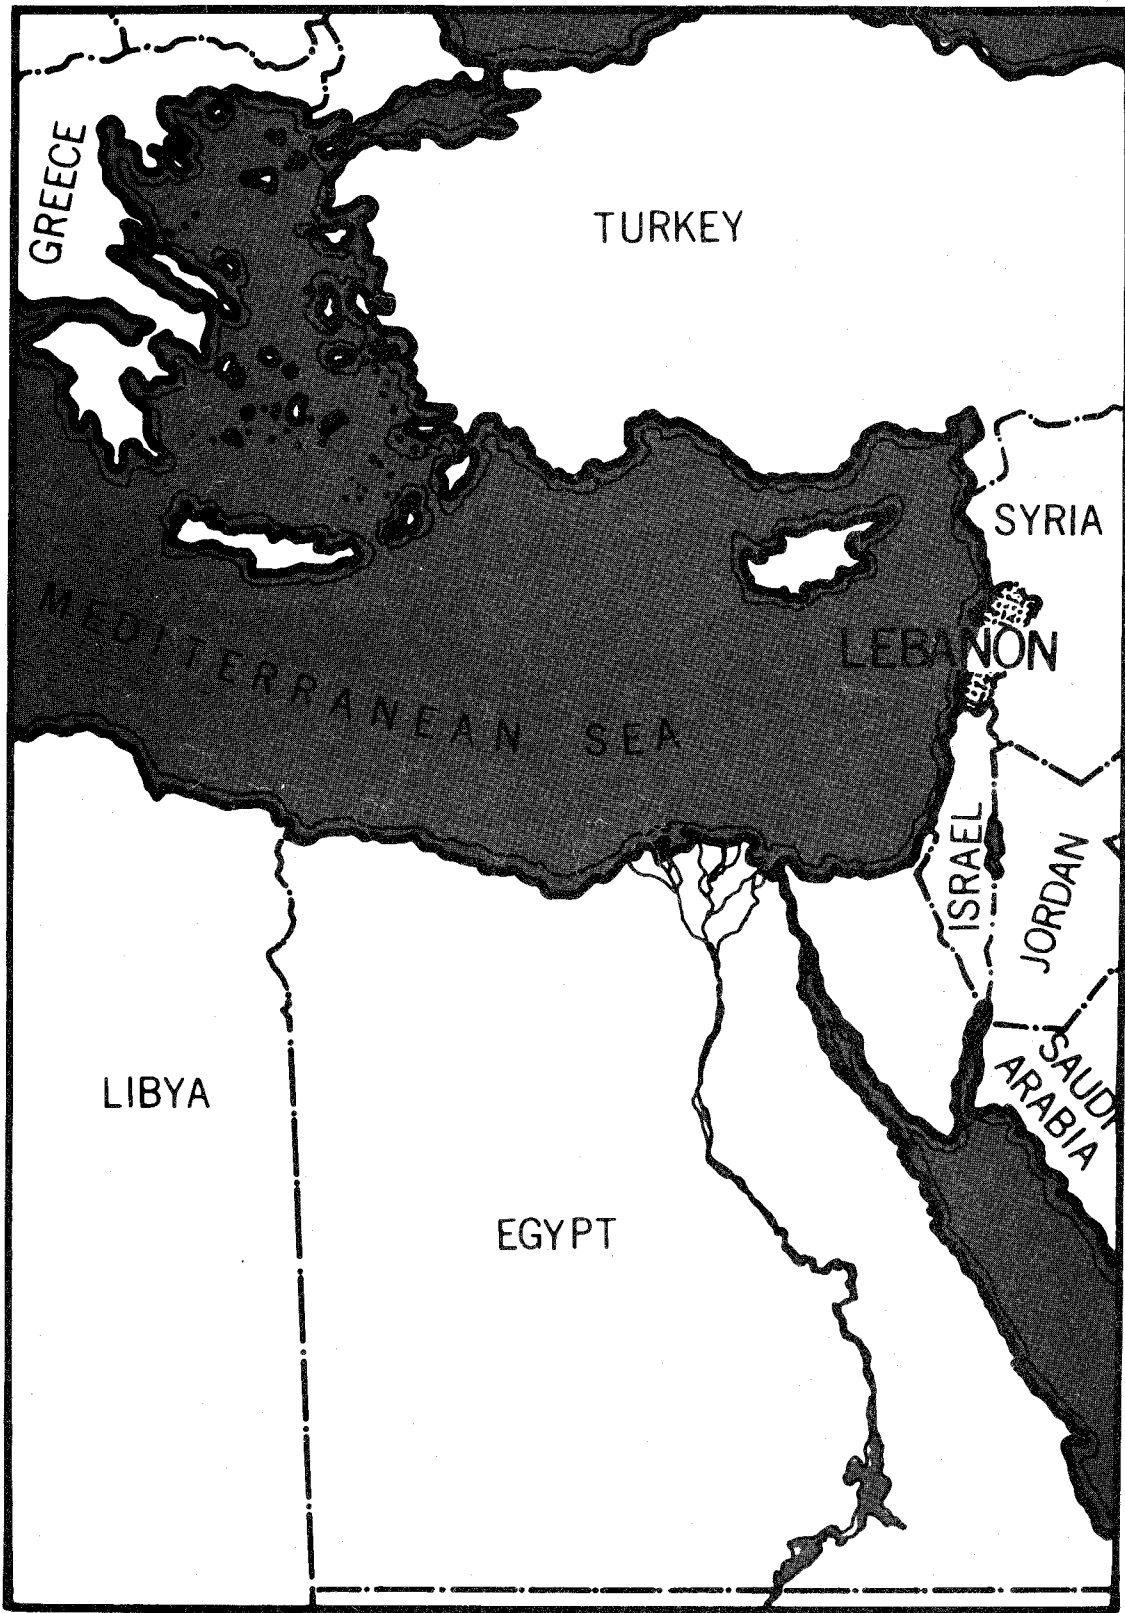 GREECE
TURKEY
SYRIA
MEDITERRANEAN SEA
LEBANON
ISRAEL
JORDAN
SAUDI
ARABIA
LIBYA
EGYPT